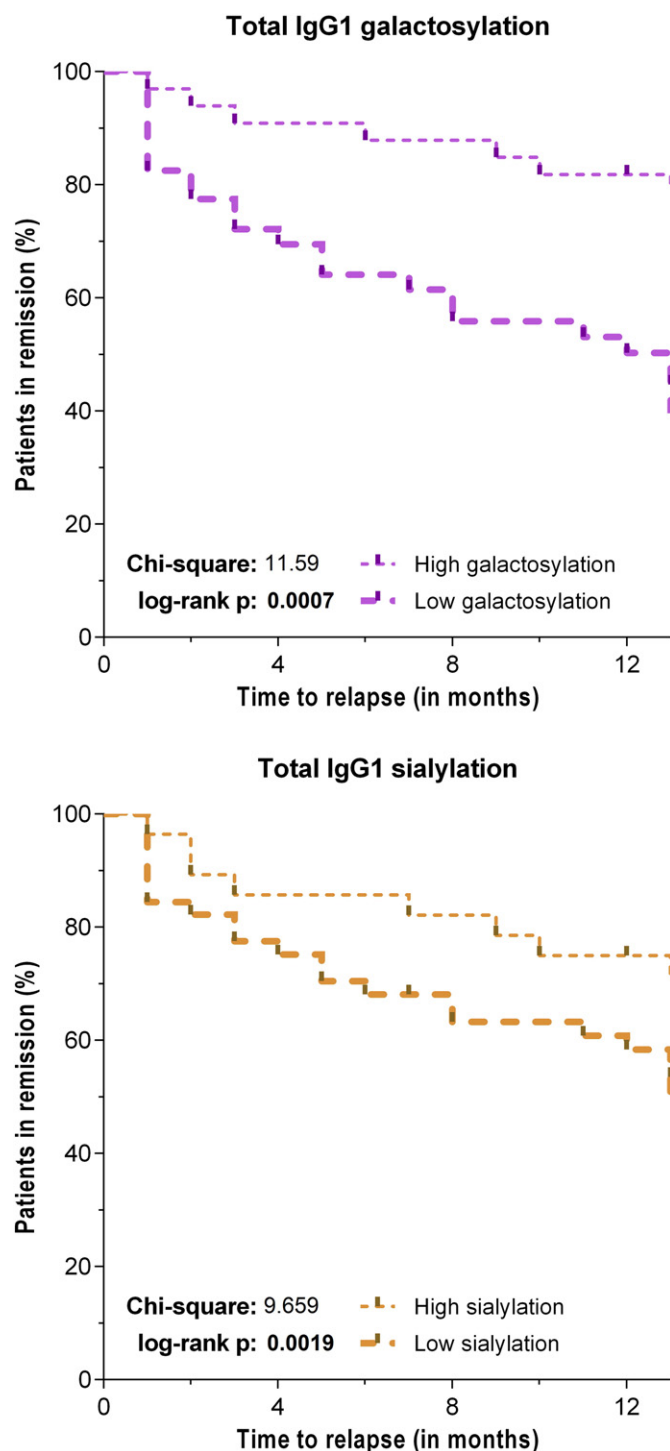 Total IgG1 galactosylation
100
80
60
40
20
0
Patients in remission (%)
Chi-square: 11.59
log-rank p: 0.0007
High galactosylation
Low galactosylation
0 4 8 12
Time to relapse (in months)
Total IgG1 sialylation
100
80
60
40
20
0
Patients in remission (%)
Chi-square: 9.659
log-rank p: 0.0019
High sialylation
Low sialylation
0 4 8 12
Time to relapse (in months)